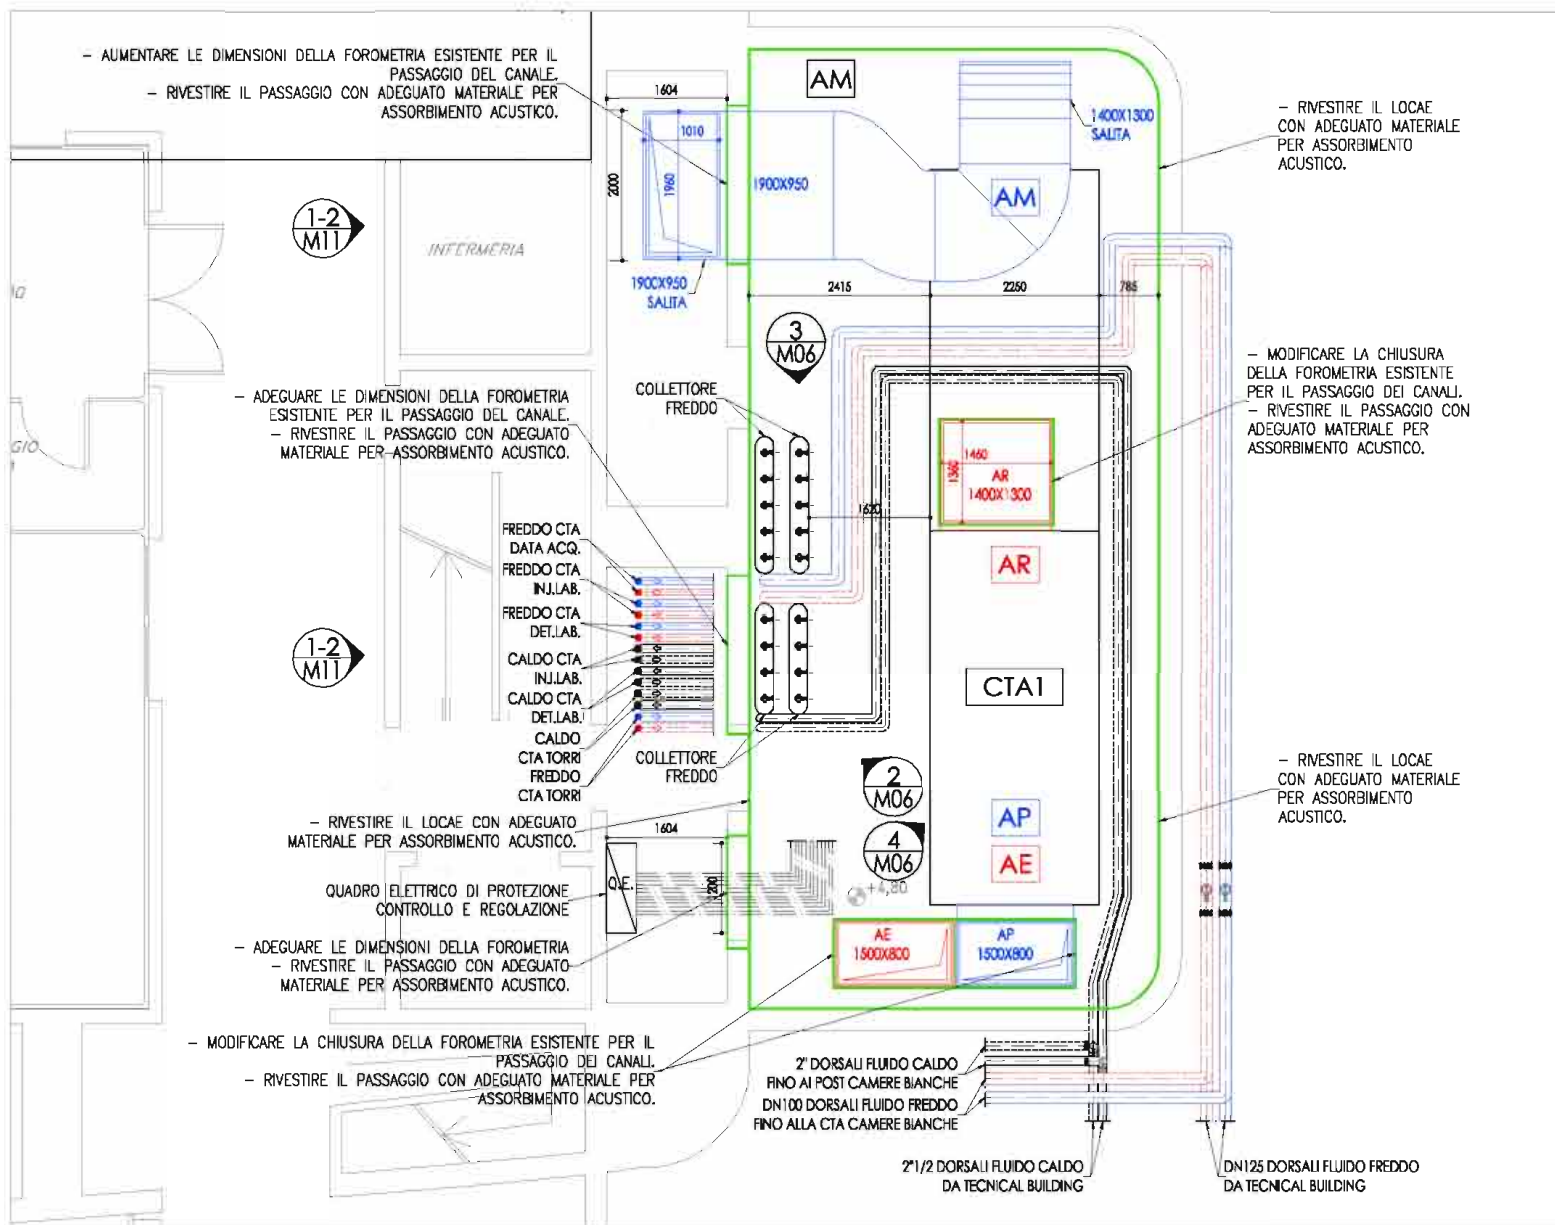 – AUMENTARE LE DIMENSIONI DELLA FOROMETRIA ESISTENTE PER IL
PASSAGGIO DEL CANALE.
– RIVESTIRE IL PASSAGGIO CON ADEGUATO MATERIALE PER
ASSORBIMENTO ACUSTICO.
1604
1010
2000
1960
1900X950
1900X950
SALITA
AM
1400X1300
SALITA
AM
– RIVESTIRE IL LOCAE
CON ADEGUATO MATERIALE
PER ASSORBIMENTO
ACUSTICO.
1-2
M11
INFERMERIA
2415
2250
785
3
M06
– MODIFICARE LA CHIUSURA
DELLA FOROMETRIA ESISTENTE
PER IL PASSAGGIO DEI CANALI.
– RIVESTIRE IL PASSAGGIO CON
ADEGUATO MATERIALE PER
ASSORBIMENTO ACUSTICO.
COLLETTORE
FREDDO
– ADEGUARE LE DIMENSIONI DELLA FOROMETRIA
ESISTENTE PER IL PASSAGGIO DEL CANALE.
– RIVESTIRE IL PASSAGGIO CON ADEGUATO
MATERIALE PER ASSORBIMENTO ACUSTICO.
GIO
1460
1360
AR
1400X1300
1620
AR
FREDDO CTA
DATA ACQ.
FREDDO CTA
INJ.LAB.
FREDDO CTA
DET.LAB.
CALDO CTA
INJ.LAB.
CALDO CTA
DET.LAB.
CALDO
CTA TORRI
FREDDO
CTA TORRI
1-2
M11
CTA1
COLLETTORE
FREDDO
2
M06
4
M06
AP
AE
– RIVESTIRE IL LOCAE
CON ADEGUATO MATERIALE
PER ASSORBIMENTO
ACUSTICO.
– RIVESTIRE IL LOCAE CON ADEGUATO
MATERIALE PER ASSORBIMENTO ACUSTICO.
1604
1200
Q.E.
+4,80
QUADRO ELETTRICO DI PROTEZIONE
CONTROLLO E REGOLAZIONE
– ADEGUARE LE DIMENSIONI DELLA FOROMETRIA
– RIVESTIRE IL PASSAGGIO CON ADEGUATO
MATERIALE PER ASSORBIMENTO ACUSTICO.
AE
1500X800
AP
1500X800
– MODIFICARE LA CHIUSURA DELLA FOROMETRIA ESISTENTE PER IL
PASSAGGIO DEI CANALI.
– RIVESTIRE IL PASSAGGIO CON ADEGUATO MATERIALE PER
ASSORBIMENTO ACUSTICO.
2" DORSALI FLUIDO CALDO
FINO AI POST CAMERE BIANCHE
DN100 DORSALI FLUIDO FREDDO
FINO ALLA CTA CAMERE BIANCHE
2"1/2 DORSALI FLUIDO CALDO
DA TECNICAL BUILDING
DN125 DORSALI FLUIDO FREDDO
DA TECNICAL BUILDING